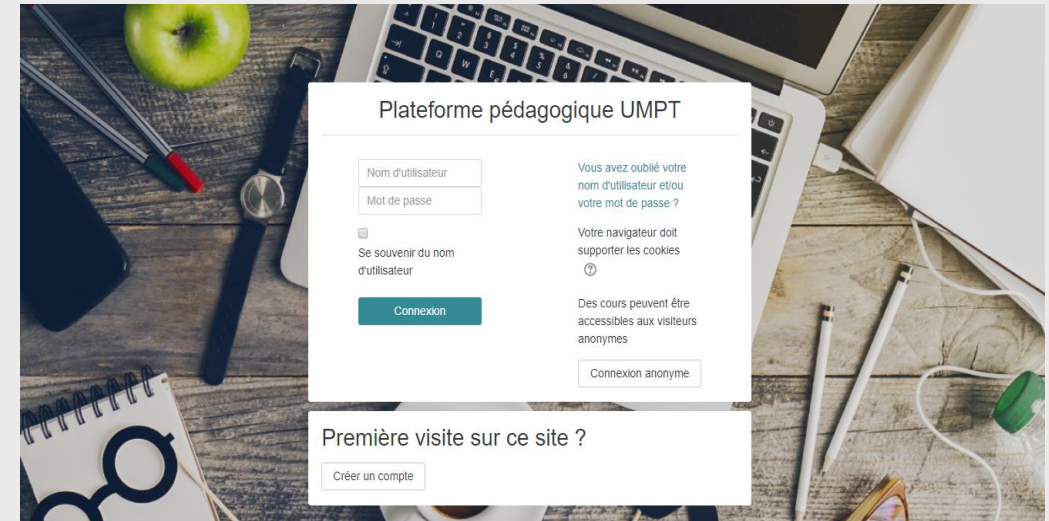 Plateforme pédagogique UMPT
Nom d'utilisateur
Mot de passe
Se souvenir du nom
d'utilisateur
Connexion
Vous avez oublié votre
nom d'utilisateur et/ou
votre mot de passe ?
Votre navigateur doit
supporter les cookies
Des cours peuvent être
accessibles aux visiteurs
anonymes
Connexion anonyme
Première visite sur ce site ?
Créer un compte